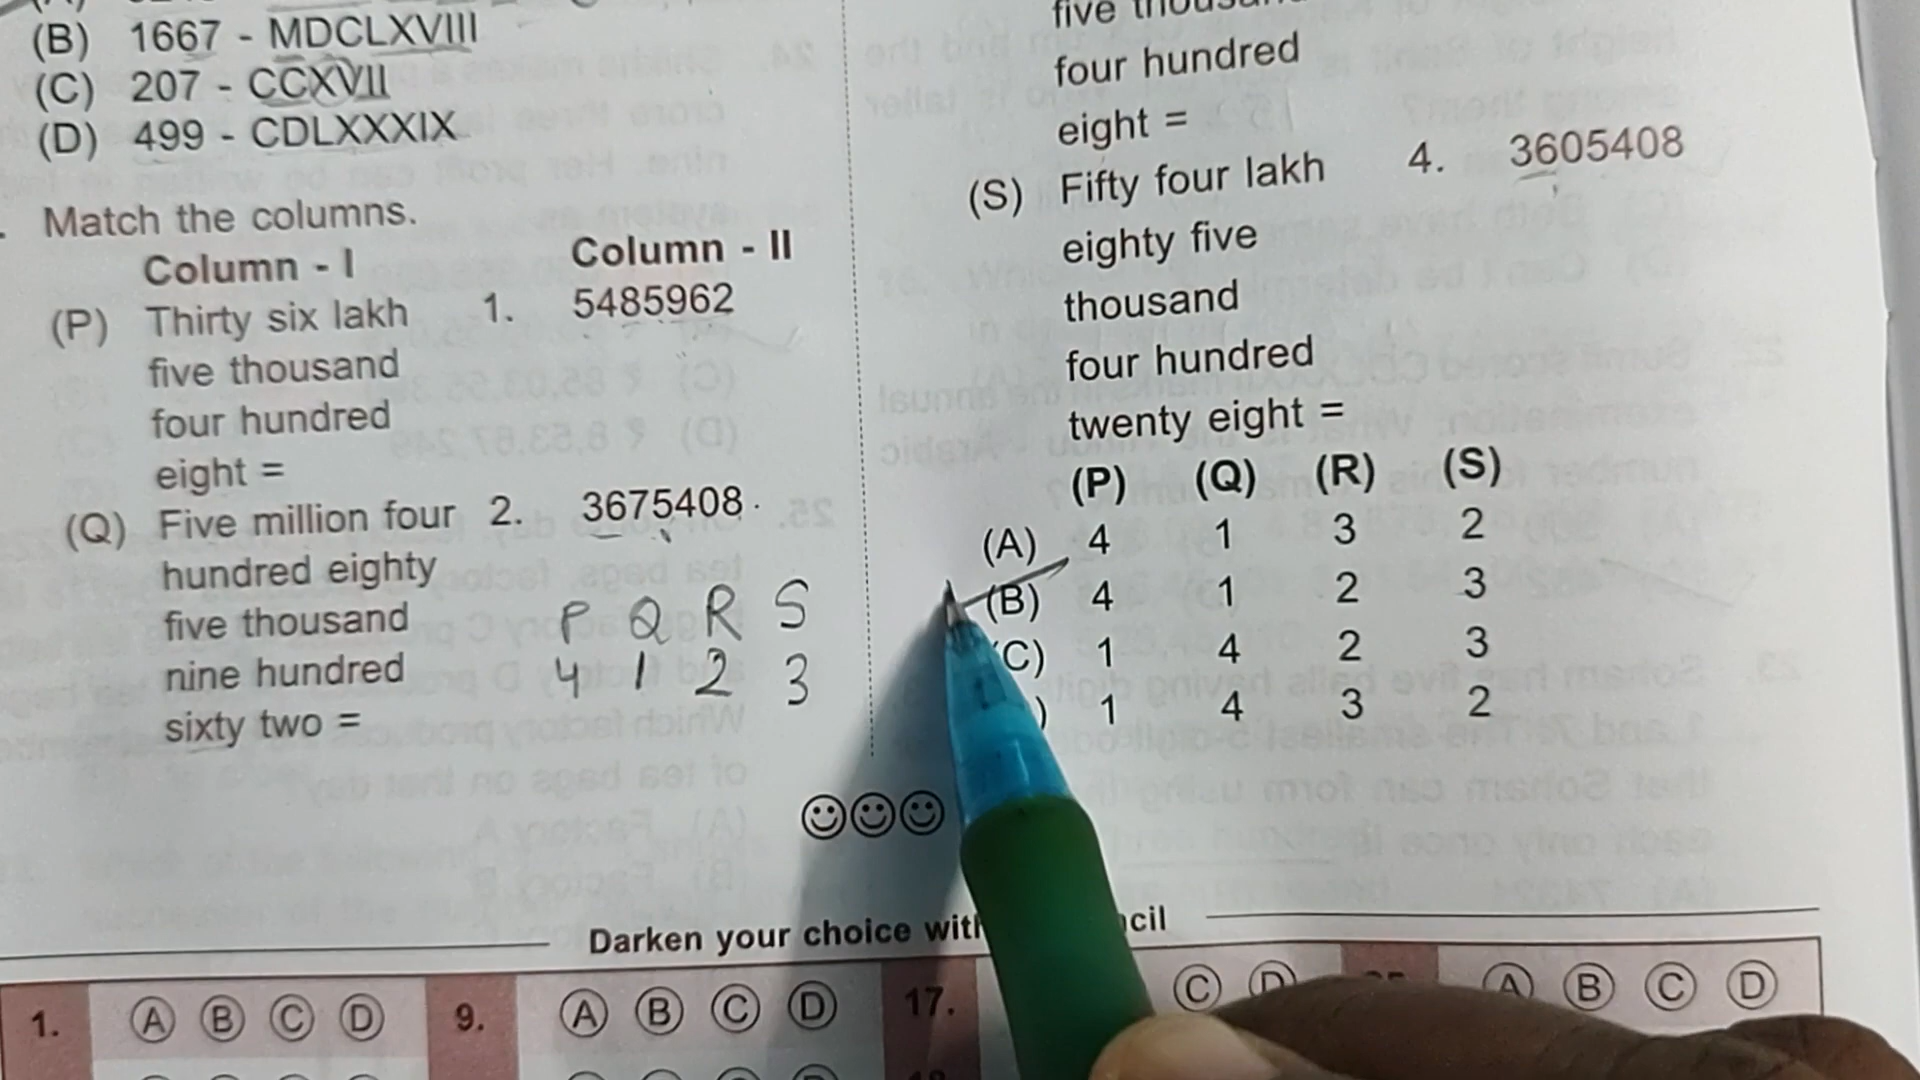 (B) 1667 - MDCLXVIII
(C) 207 - CCXVII
(D) 499 - CDLXXXIX
Match the columns.
Column - I Column - II
(P) Thirty six lakh 1. 5485962
five thousand
four hundred
eight =
(Q) Five million four 2. 3675408
hundred eighty
five thousand
nine hundred
sixty two =
P Q R S
4 1 2 3
five
four hundred
eight =
4. 3605408
(S) Fifty four lakh
eighty five
thousand
four hundred
twenty eight =
(P) (Q) (R) (S)
(A) 4 1 3 2
(B) 4 1 2 3
(C) 1 4 2 3
) 1 4 3 2
Darken your choice
1. A B C D 9. A B C D 17. C D A B C D